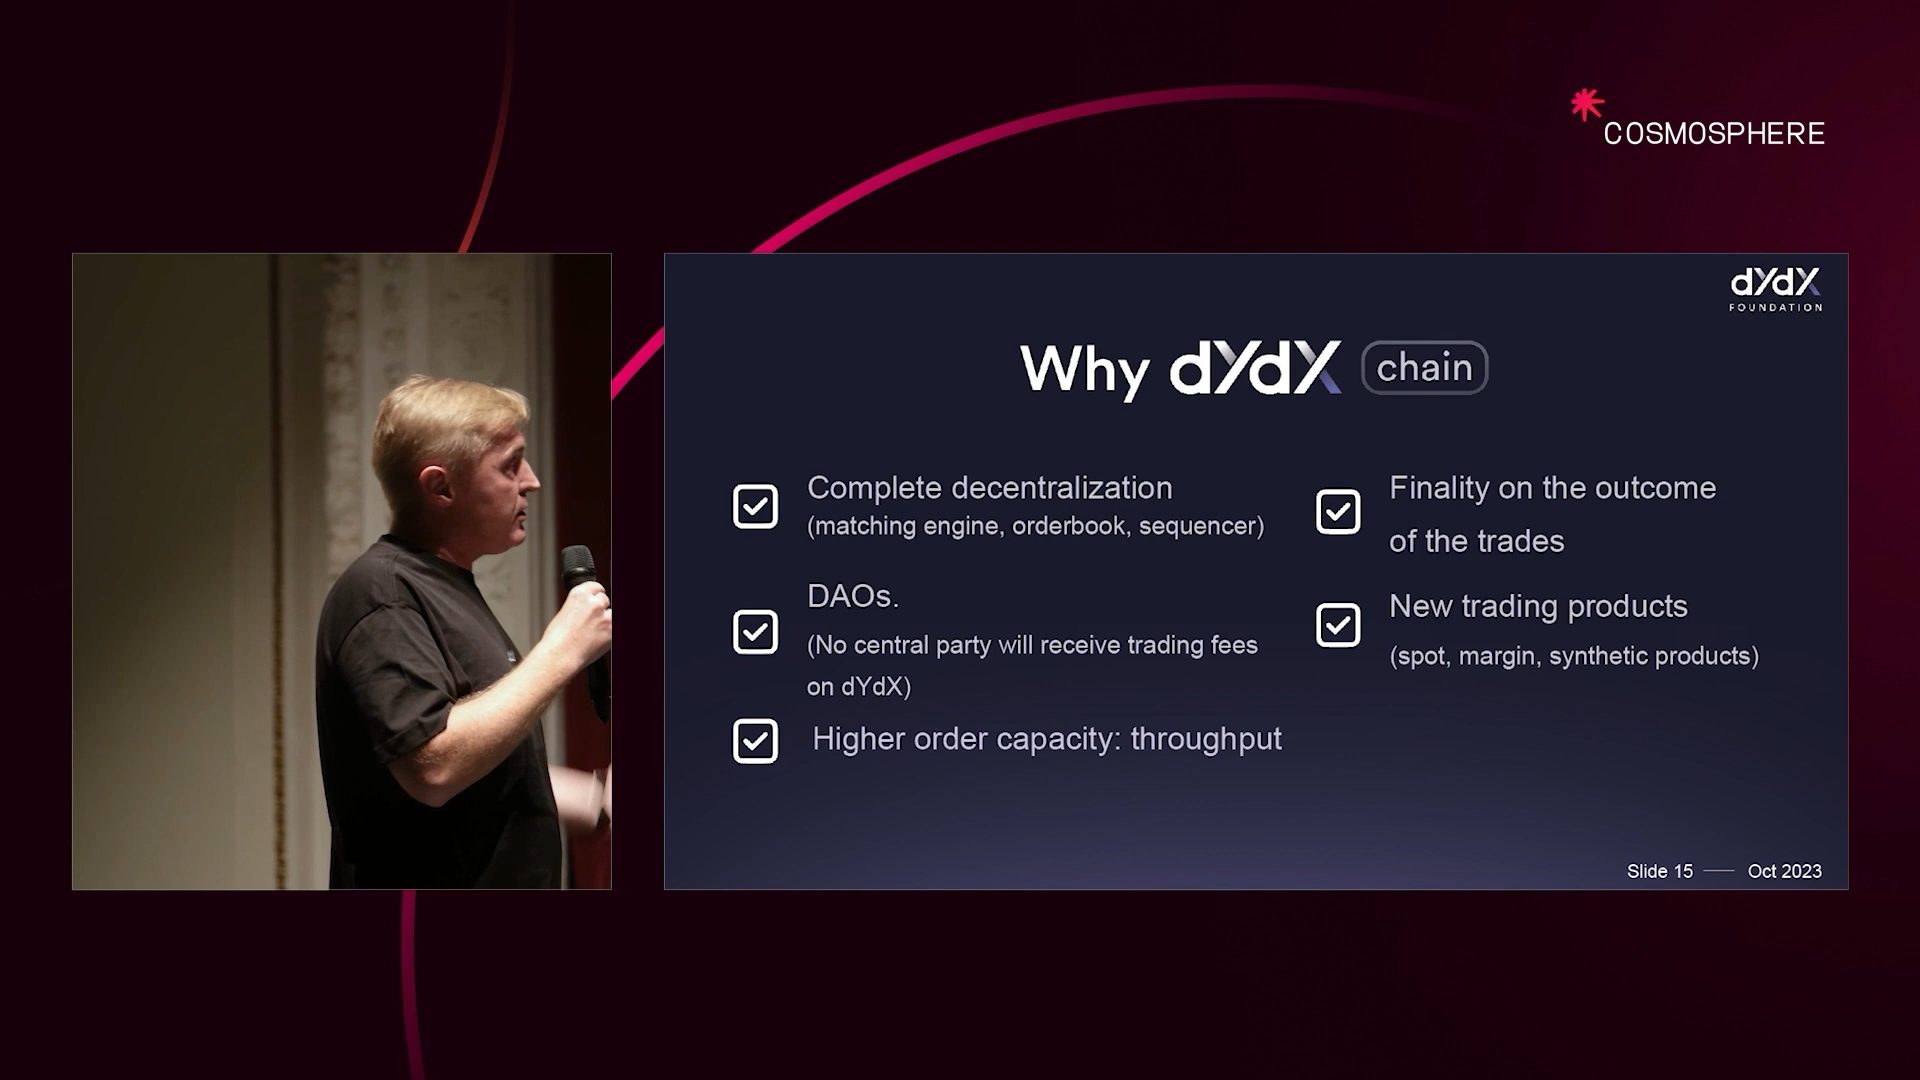 COSMOSPHERE
dYdX
FOUNDATION
Why dYdX chain
Complete decentralization
(matching engine, orderbook, sequencer)
DAOs.
(No central party will receive trading fees
on dYdX)
Higher order capacity: throughput
Finality on the outcome
of the trades
New trading products
(spot, margin, synthetic products)
Slide 15 — Oct 2023